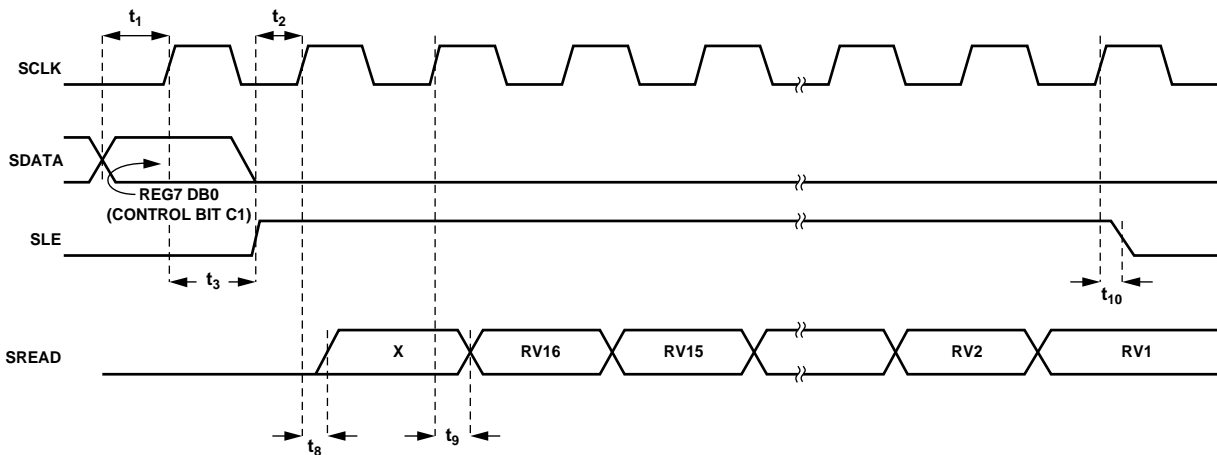 t1
t2
SCLK
SDATA
REG7 DB0
(CONTROL BIT C1)
SLE
t3
t10
SREAD
X
RV16
RV15
RV2
RV1
t8
t9